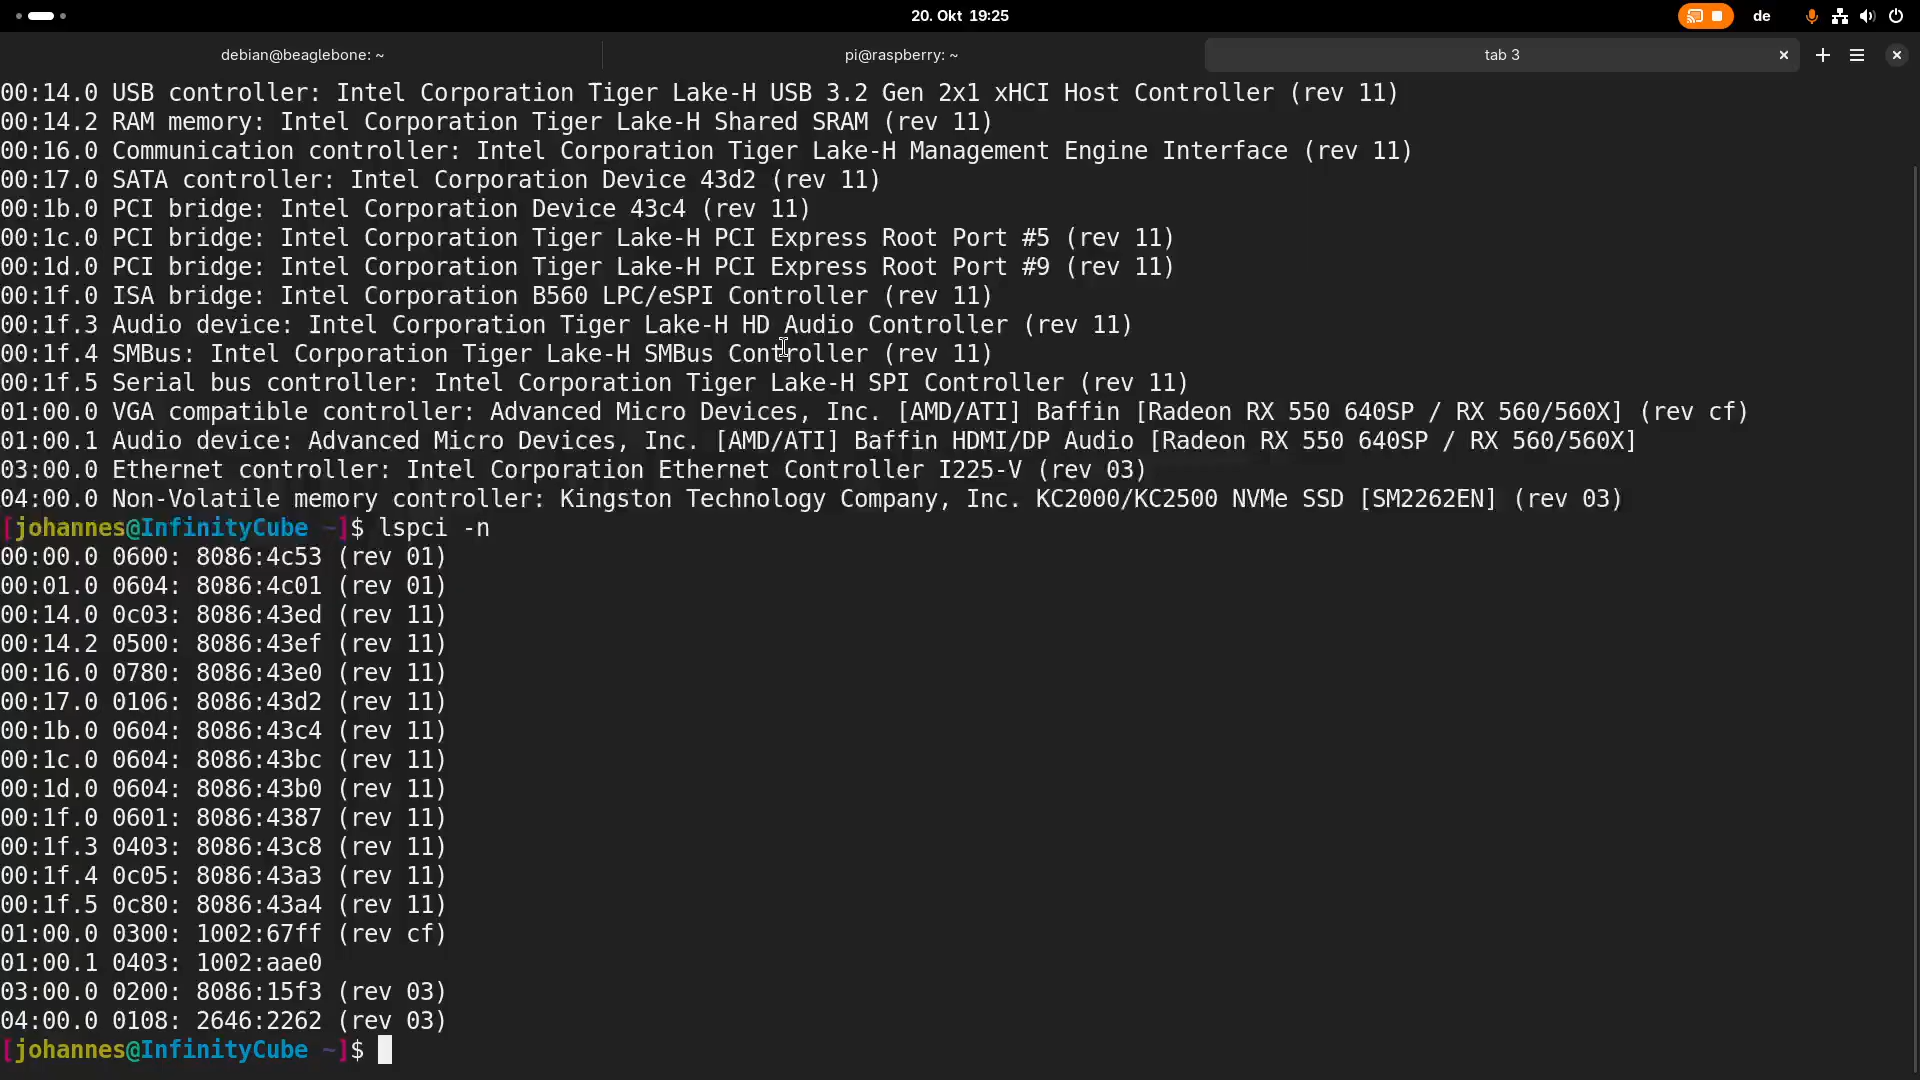 20. Okt 19:25
de
debian@beaglebone: ~
pi@raspberry: ~
tab 3
00:14.0 USB controller: Intel Corporation Tiger Lake-H USB 3.2 Gen 2x1 xHCI Host Controller (rev 11)
00:14.2 RAM memory: Intel Corporation Tiger Lake-H Shared SRAM (rev 11)
00:16.0 Communication controller: Intel Corporation Tiger Lake-H Management Engine Interface (rev 11)
00:17.0 SATA controller: Intel Corporation Device 43d2 (rev 11)
00:1b.0 PCI bridge: Intel Corporation Device 43c4 (rev 11)
00:1c.0 PCI bridge: Intel Corporation Tiger Lake-H PCI Express Root Port #5 (rev 11)
00:1d.0 PCI bridge: Intel Corporation Tiger Lake-H PCI Express Root Port #9 (rev 11)
00:1f.0 ISA bridge: Intel Corporation B560 LPC/eSPI Controller (rev 11)
00:1f.3 Audio device: Intel Corporation Tiger Lake-H HD Audio Controller (rev 11)
00:1f.4 SMBus: Intel Corporation Tiger Lake-H SMBus Controller (rev 11)
00:1f.5 Serial bus controller: Intel Corporation Tiger Lake-H SPI Controller (rev 11)
01:00.0 VGA compatible controller: Advanced Micro Devices, Inc. [AMD/ATI] Baffin [Radeon RX 550 640SP / RX 560/560X] (rev cf)
01:00.1 Audio device: Advanced Micro Devices, Inc. [AMD/ATI] Baffin HDMI/DP Audio [Radeon RX 550 640SP / RX 560/560X]
03:00.0 Ethernet controller: Intel Corporation Ethernet Controller I225-V (rev 03)
04:00.0 Non-Volatile memory controller: Kingston Technology Company, Inc. KC2000/KC2500 NVMe SSD [SM2262EN] (rev 03)
[johannes@InfinityCube ~]$ lspci -n
00:00.0 0600: 8086:4c53 (rev 01)
00:01.0 0604: 8086:4c01 (rev 01)
00:14.0 0c03: 8086:43ed (rev 11)
00:14.2 0500: 8086:43ef (rev 11)
00:16.0 0780: 8086:43e0 (rev 11)
00:17.0 0106: 8086:43d2 (rev 11)
00:1b.0 0604: 8086:43c4 (rev 11)
00:1c.0 0604: 8086:43bc (rev 11)
00:1d.0 0604: 8086:43b0 (rev 11)
00:1f.0 0601: 8086:4387 (rev 11)
00:1f.3 0403: 8086:43c8 (rev 11)
00:1f.4 0c05: 8086:43a3 (rev 11)
00:1f.5 0c80: 8086:43a4 (rev 11)
01:00.0 0300: 1002:67ff (rev cf)
01:00.1 0403: 1002:aae0
03:00.0 0200: 8086:15f3 (rev 03)
04:00.0 0108: 2646:2262 (rev 03)
[johannes@InfinityCube ~]$